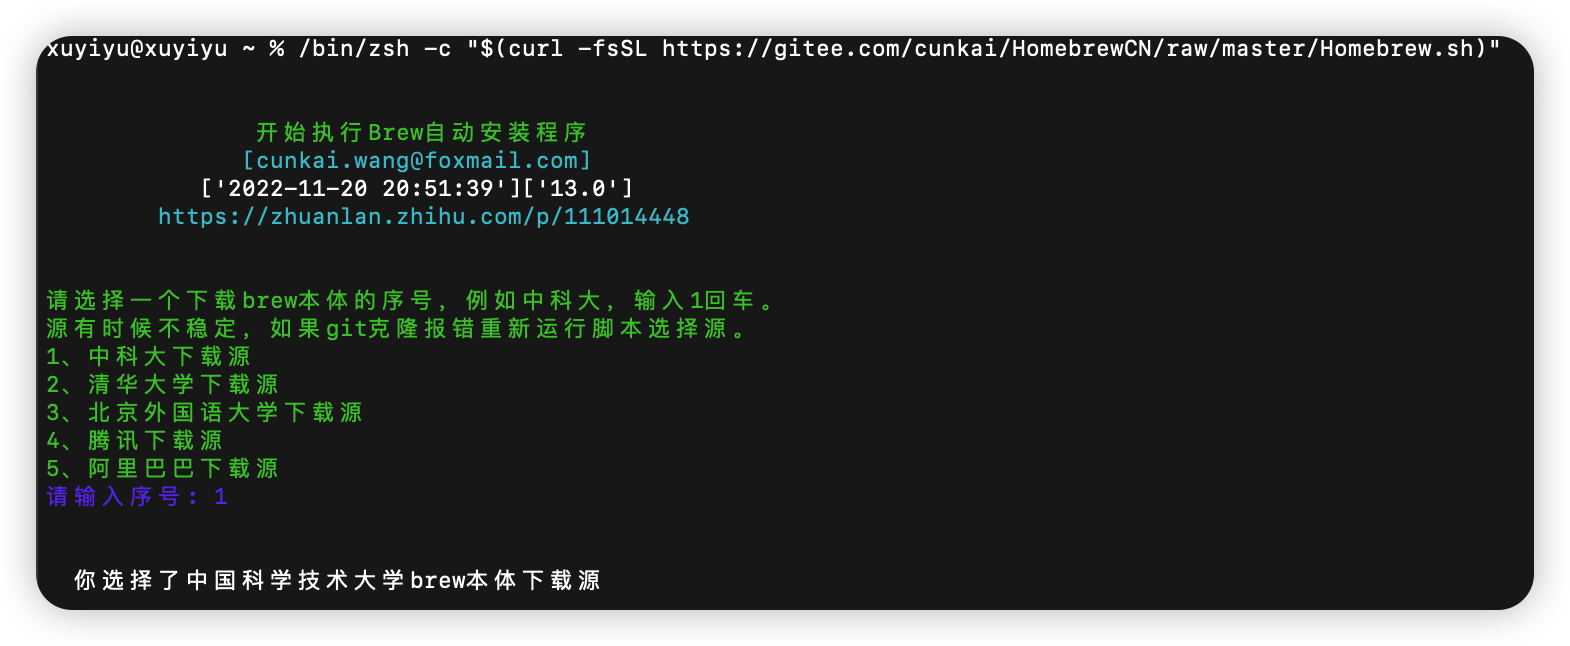 xuyiyu@xuyiyu ~ % /bin/zsh -c "$(curl -fsSL https://gitee.com/cunkai/HomebrewCN/raw/master/Homebrew.sh)"
开始执行Brew自动安装程序
[cunkai.wang@foxmail.com]
['2022-11-20 20:51:39']['13.0']
https://zhuanlan.zhihu.com/p/111014448
请选择一个下载brew本体的序号，例如中科大，输入1回车。
源有时候不稳定，如果git克隆报错重新运行脚本选择源。
1、中科大下载源
2、清华大学下载源
3、北京外国语大学下载源
4、腾讯下载源
5、阿里巴巴下载源
请输入序号: 1
你选择了中国科学技术大学brew本体下载源